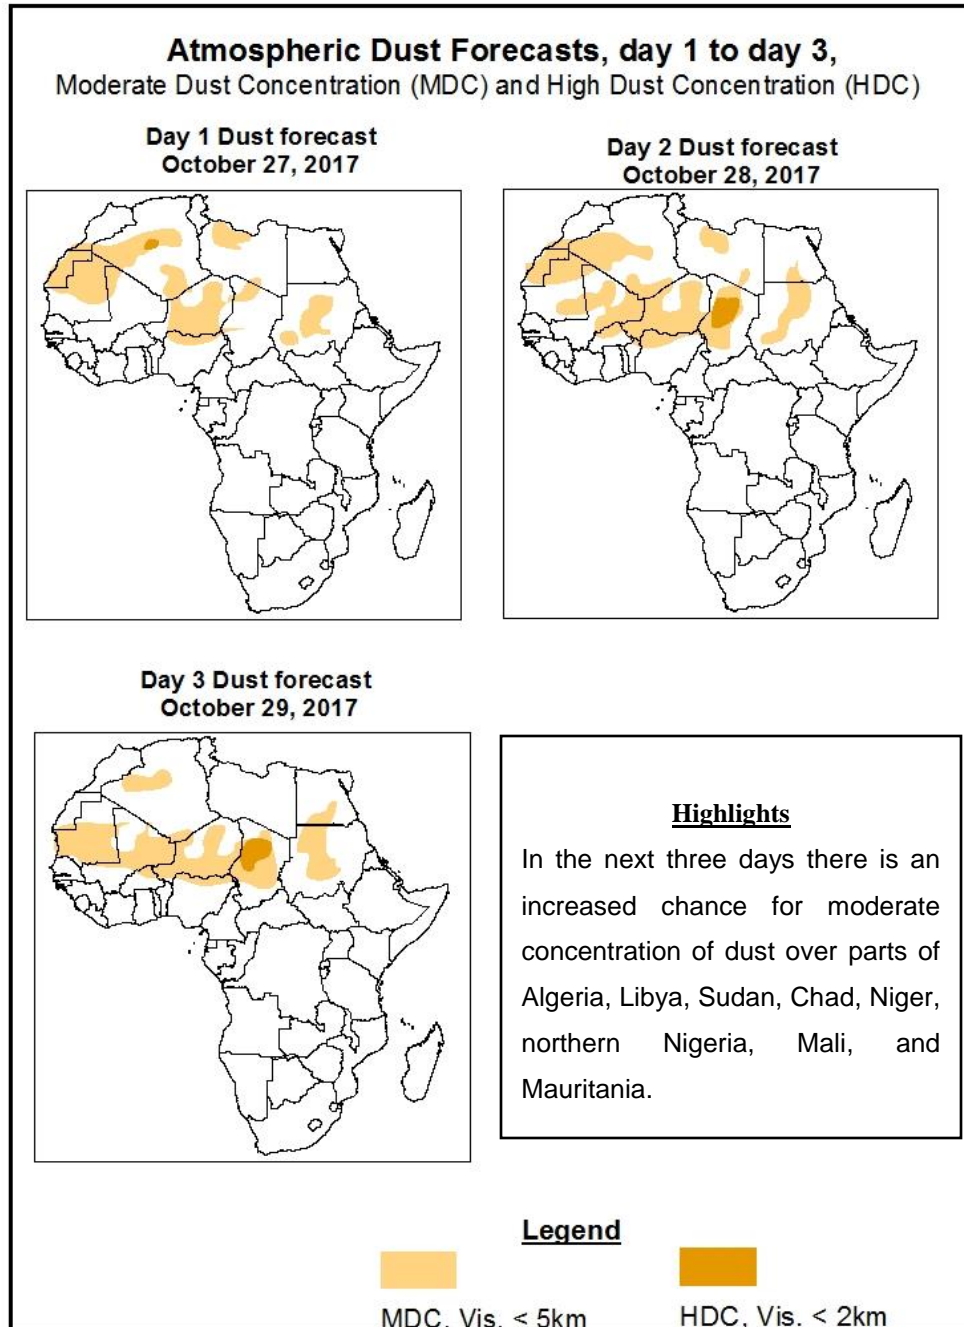 Atmospheric Dust Forecasts, day 1 to day 3,
Moderate Dust Concentration (MDC) and High Dust Concentration (HDC)
Day 1 Dust forecast
October 27, 2017
Day 2 Dust forecast
October 28, 2017
Day 3 Dust forecast
October 29, 2017
Highlights
In the next three days there is an
increased chance for moderate
concentration of dust over parts of
Algeria, Libya, Sudan, Chad, Niger,
northern Nigeria, Mali, and
Mauritania.
Legend
MDC, Vis. < 5km
HDC, Vis. < 2km